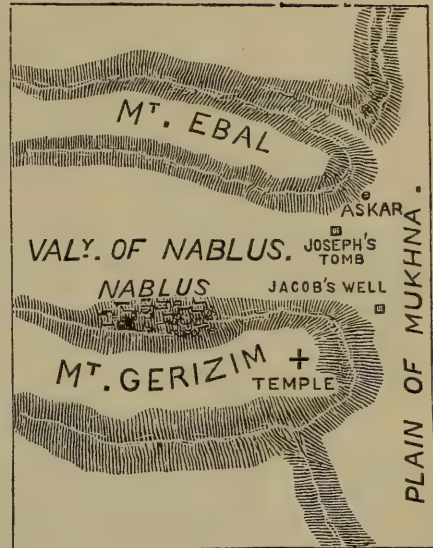 Mᵀ. EBAL
ASKAR
VALʸ. OF NABLUS.
JOSEPH'S
TOMB
NABLUS
JACOB'S WELL
Mᵀ. GERIZIM
TEMPLE
PLAIN OF MUKHNA.